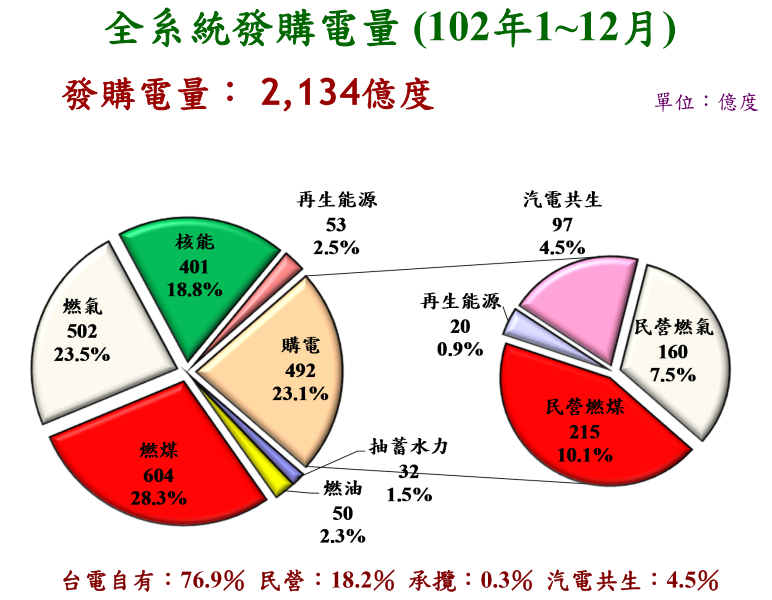 全系統發購電量 (102年1~12月)
發購電量： 2,134億度
單位：億度
再生能源
53
2.5%
汽電共生
97
4.5%
核能
401
18.8%
燃氣
502
23.5%
購電
492
23.1%
再生能源
20
0.9%
民營燃氣
160
7.5%
民營燃煤
215
10.1%
燃煤
604
28.3%
抽蓄水力
32
1.5%
燃油
50
2.3%
台電自有：76.9% 民營：18.2% 承攬：0.3% 汽電共生：4.5%